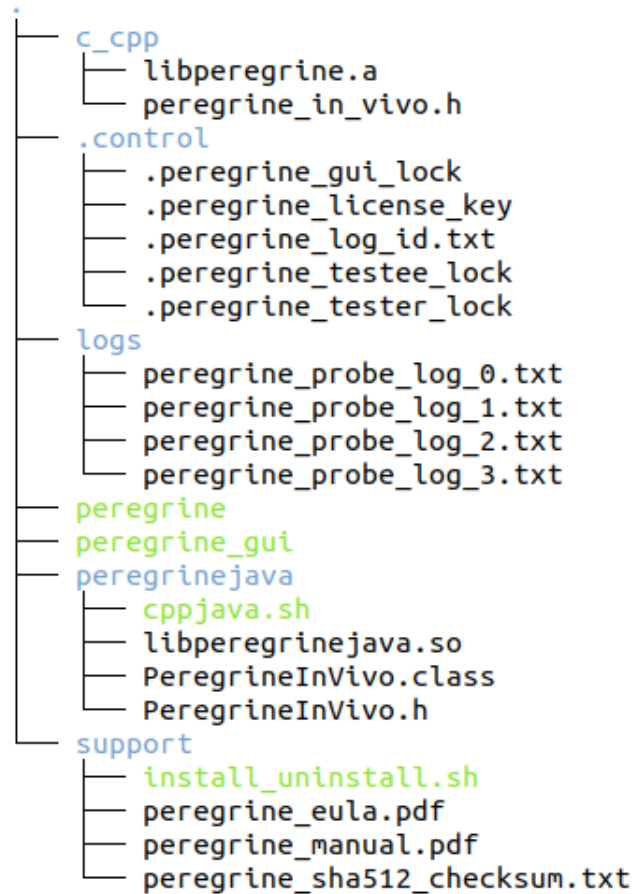 .
c_cpp
libperegrine.a
peregrine_in_vivo.h
.control
.peregrine_gui_lock
.peregrine_license_key
.peregrine_log_id.txt
.peregrine_testee_lock
.peregrine_tester_lock
logs
peregrine_probe_log_0.txt
peregrine_probe_log_1.txt
peregrine_probe_log_2.txt
peregrine_probe_log_3.txt
peregrine
peregrine_gui
peregrinejava
cppjava.sh
libperegrinejava.so
PeregrineInVivo.class
PeregrineInVivo.h
support
install_uninstall.sh
peregrine_eula.pdf
peregrine_manual.pdf
peregrine_sha512_checksum.txt